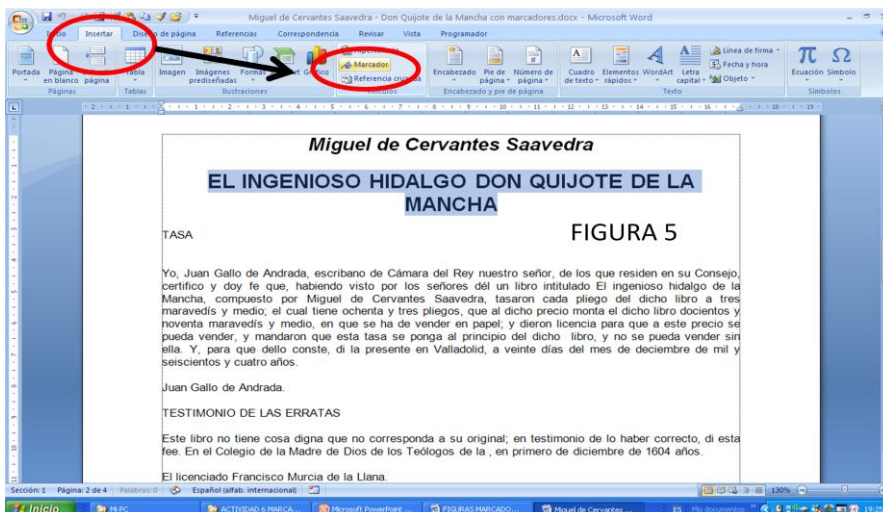 Miguel de Cervantes Saavedra - Don Quijote de la Mancha con marcadores.docx - Microsoft Word
Inicio Insertar Diseño de página Referencias Correspondencia Revisar Vista Programador
Portada Página en blanco página Tabla Imagen Imágenes prediseñadas Formas Gráfico
Marcador
Referencia cruzada
Encabezado Pie de página Número de página
Cuadro de texto Elementos rápidos WordArt Letra capital
Línea de firma
Fecha y hora
Objeto
Ecuación Símbolo
Páginas Tablas Ilustraciones Vínculos Encabezado y pie de página Texto Símbolos
Miguel de Cervantes Saavedra
EL INGENIOSO HIDALGO DON QUIJOTE DE LA
MANCHA
TASA
FIGURA 5
Yo, Juan Gallo de Andrada, escribano de Cámara del Rey nuestro señor, de los que residen en su Consejo,
certifico y doy fe que, habiendo visto por los señores dél un libro intitulado El ingenioso hidalgo de la
Mancha, compuesto por Miguel de Cervantes Saavedra, tasaron cada pliego del dicho libro a tres
maravedís y medio; el cual tiene ochenta y tres pliegos, que al dicho precio monta el dicho libro docientos y
noventa maravedís y medio, en que se ha de vender en papel; y dieron licencia para que a este precio se
pueda vender, y mandaron que esta tasa se ponga al principio del dicho libro, y no se pueda vender sin
ella. Y, para que dello conste, di la presente en Valladolid, a veinte días del mes de deciembre de mil y
seiscientos y cuatro años.
Juan Gallo de Andrada.
TESTIMONIO DE LAS ERRATAS
Este libro no tiene cosa digna que no corresponda a su original; en testimonio de lo haber correcto, di esta
fee. En el Colegio de la Madre de Dios de los Teólogos de la , en primero de diciembre de 1604 años.
El licenciado Francisco Murcia de la Llana.
Sección: 1 Página: 2 de 4 Palabras: 0 Español (alfab. internacional) 130%
Inicio MI PC ACTIVIDAD 6 MARCA... Microsoft PowerPoint ... FIGURAS MARCADO... Miguel de Cervantes ... ES Mis documentos 19:25